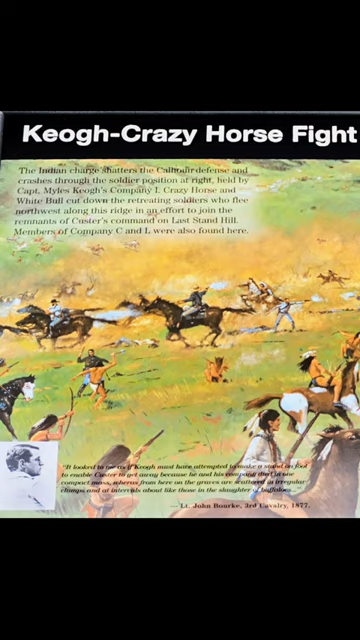 Keogh-Crazy Horse Fight
The Indian charge shatters the Calhoun defense and
crashes through the soldier position at right, held by
Capt. Myles Keogh's Company I. Crazy Horse and
White Bull cut down the retreating soldiers who flee
northwest along this ridge in an effort to join the
remnants of Custer's command on Last Stand Hill.
Members of Company C and L were also found here.
"It looked to me as if Keogh must have attempted to make a stand on foot
to enable Custer to get away because he and his company in one
compact mass, whereas from here on the graves are scattered in irregular
clumps and at intervals about like those in the slaughter of buffaloes..."
— Lt. John Bourke, 3rd Cavalry, 1877.